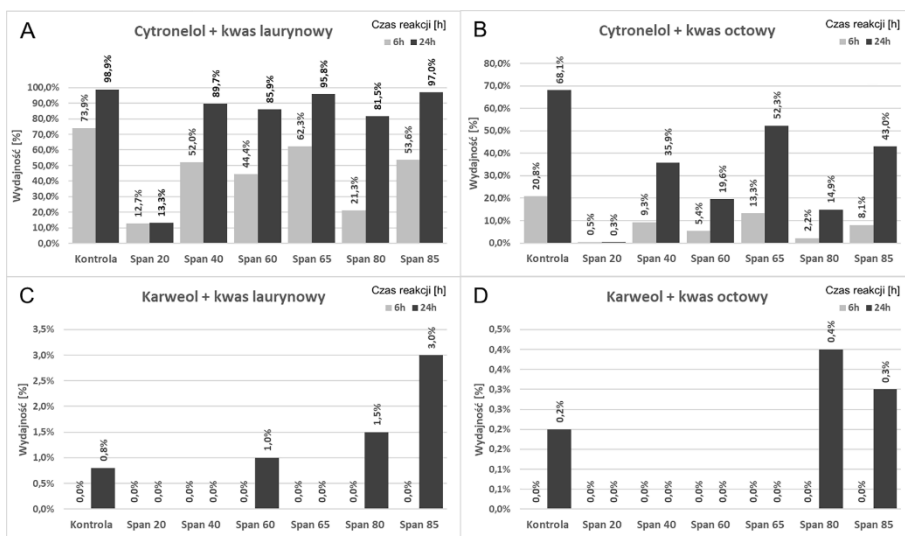 A
Cytronelol + kwas laurynowy
Czas reakcji [h]
6h 24h
Wydajność [%]
100,0%
90,0%
80,0%
70,0%
60,0%
50,0%
40,0%
30,0%
20,0%
10,0%
0,0%
73,9% 98,9% 12,7% 13,3% 52,0% 89,7% 44,4% 85,9% 62,3% 95,8% 21,3% 81,5% 53,6% 97,0%
Kontrola Span 20 Span 40 Span 60 Span 65 Span 80 Span 85
B
Cytronelol + kwas octowy
Czas reakcji [h]
6h 24h
Wydajność [%]
80,0%
70,0%
60,0%
50,0%
40,0%
30,0%
20,0%
10,0%
0,0%
20,8% 68,1% 0,5% 0,3% 9,3% 35,9% 5,4% 19,6% 13,3% 52,3% 2,2% 14,9% 8,1% 43,0%
Kontrola Span 20 Span 40 Span 60 Span 65 Span 80 Span 85
C
Karweol + kwas laurynowy
Czas reakcji [h]
6h 24h
Wydajność [%]
3,5%
3,0%
2,5%
2,0%
1,5%
1,0%
0,5%
0,0%
0,0% 0,8% 0,0% 0,0% 0,0% 0,0% 0,0% 1,0% 0,0% 0,0% 0,0% 1,5% 0,0% 3,0%
Kontrola Span 20 Span 40 Span 60 Span 65 Span 80 Span 85
D
Karweol + kwas octowy
Czas reakcji [h]
6h 24h
Wydajność [%]
0,5%
0,4%
0,4%
0,3%
0,3%
0,2%
0,2%
0,1%
0,1%
0,0%
0,0% 0,2% 0,0% 0,0% 0,0% 0,0% 0,0% 0,0% 0,0% 0,0% 0,0% 0,4% 0,0% 0,3%
Kontrola Span 20 Span 40 Span 60 Span 65 Span 80 Span 85